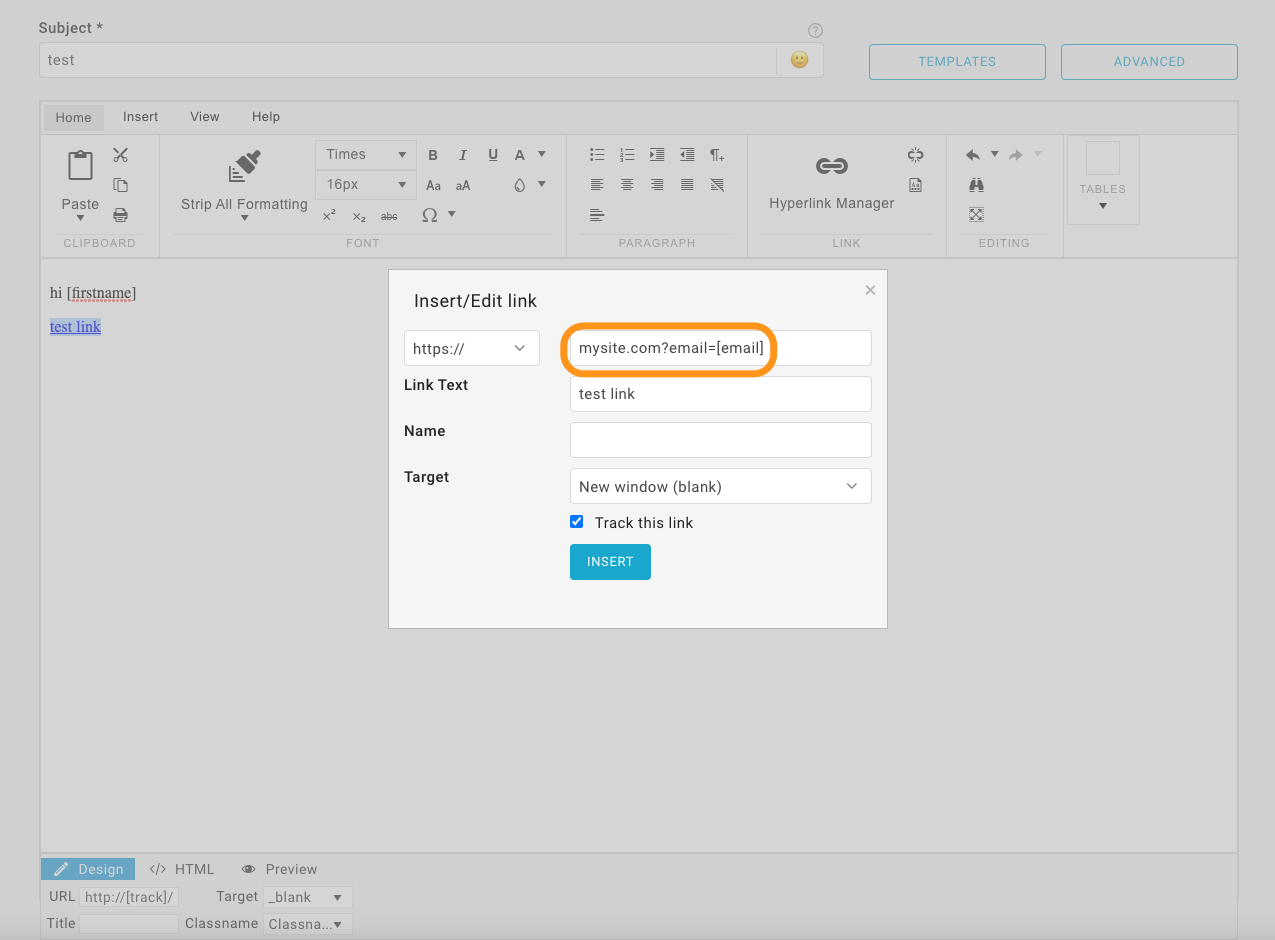 Subject *
test
TEMPLATES
ADVANCED
Home Insert View Help
Paste
CLIPBOARD
Strip All Formatting
Times
16px
B I U A
Aa aA
x² x₂ abc Ω
FONT
PARAGRAPH
Hyperlink Manager
LINK
EDITING
TABLES
hi [firstname]
test link
Insert/Edit link
https:// mysite.com?email=[email]
Link Text test link
Name
Target New window (blank)
Track this link
INSERT
Design </> HTML Preview
URL http://[track]/ Target _blank
Title Classname Classna...